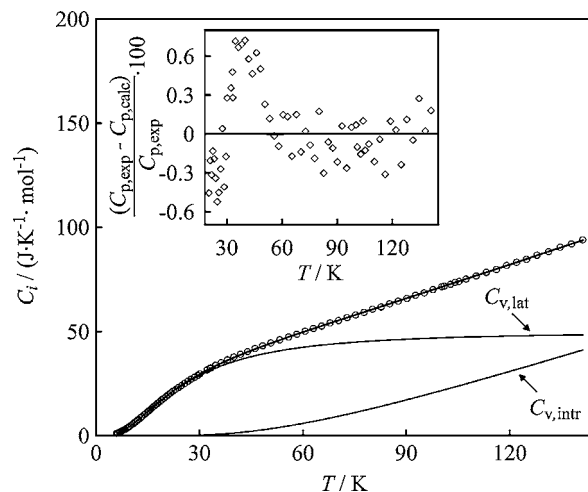 200
150
100
50
0
C_i / (J·K⁻¹· mol⁻¹)
0 30 60 90 120
T / K
(C_p,exp - C_p,calc)
C_p,exp
·100
0.6
0.3
0
-0.3
-0.6
30 60 90 120
T / K
C_v,lat
C_v,intr